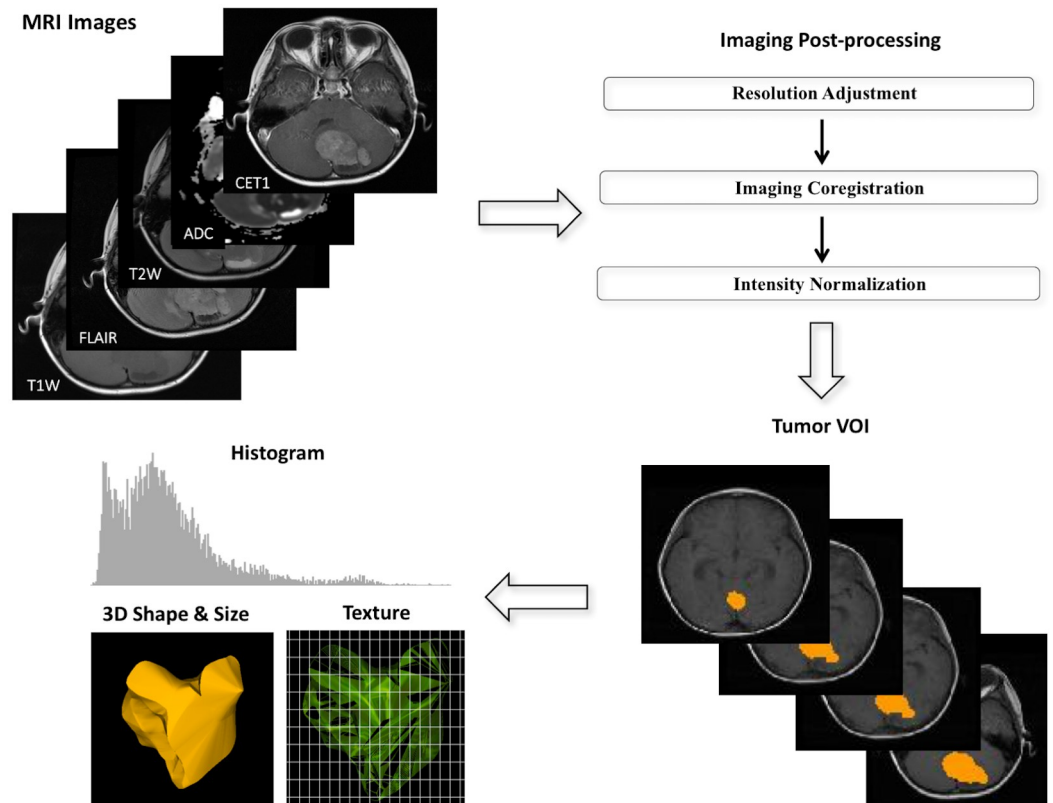 MRI Images
CET1
ADC
T2W
FLAIR
T1W
Imaging Post-processing
Resolution Adjustment
Imaging Coregistration
Intensity Normalization
Tumor VOI
Histogram
3D Shape & Size
Texture